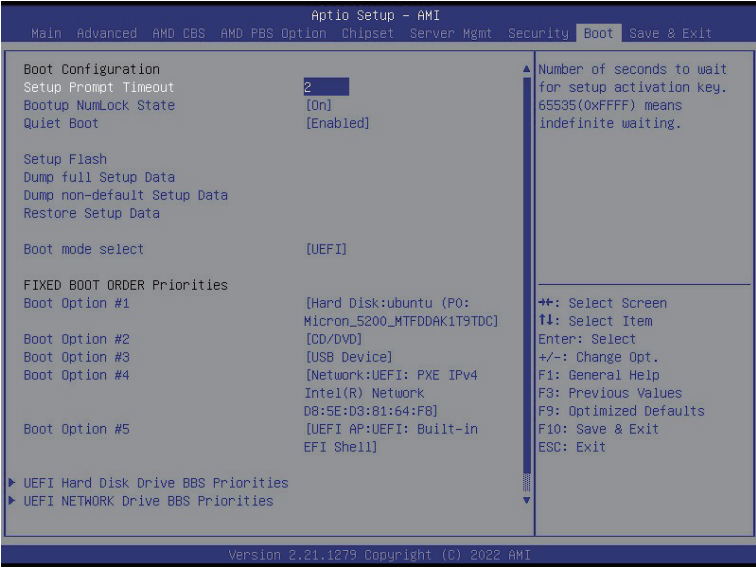 Aptio Setup – AMI
Main Advanced AMD CBS AMD PBS Option Chipset Server Mgmt Security Boot Save & Exit
Boot Configuration
Setup Prompt Timeout 2
Bootup NumLock State [On]
Quiet Boot [Enabled]
Setup Flash
Dump full Setup Data
Dump non-default Setup Data
Restore Setup Data
Boot mode select [UEFI]
FIXED BOOT ORDER Priorities
Boot Option #1 [Hard Disk:ubuntu (P0:
Micron_5200_MTFDDAK1T9TDC]
Boot Option #2 [CD/DVD]
Boot Option #3 [USB Device]
Boot Option #4 [Network:UEFI: PXE IPv4
Intel(R) Network
D8:5E:D3:81:64:F8]
Boot Option #5 [UEFI AP:UEFI: Built-in
EFI Shell]
UEFI Hard Disk Drive BBS Priorities
UEFI NETWORK Drive BBS Priorities
Number of seconds to wait
for setup activation key.
65535(0xFFFF) means
indefinite waiting.
→←: Select Screen
↑↓: Select Item
Enter: Select
+/-: Change Opt.
F1: General Help
F3: Previous Values
F9: Optimized Defaults
F10: Save & Exit
ESC: Exit
Version 2.21.1279 Copyright (C) 2022 AMI